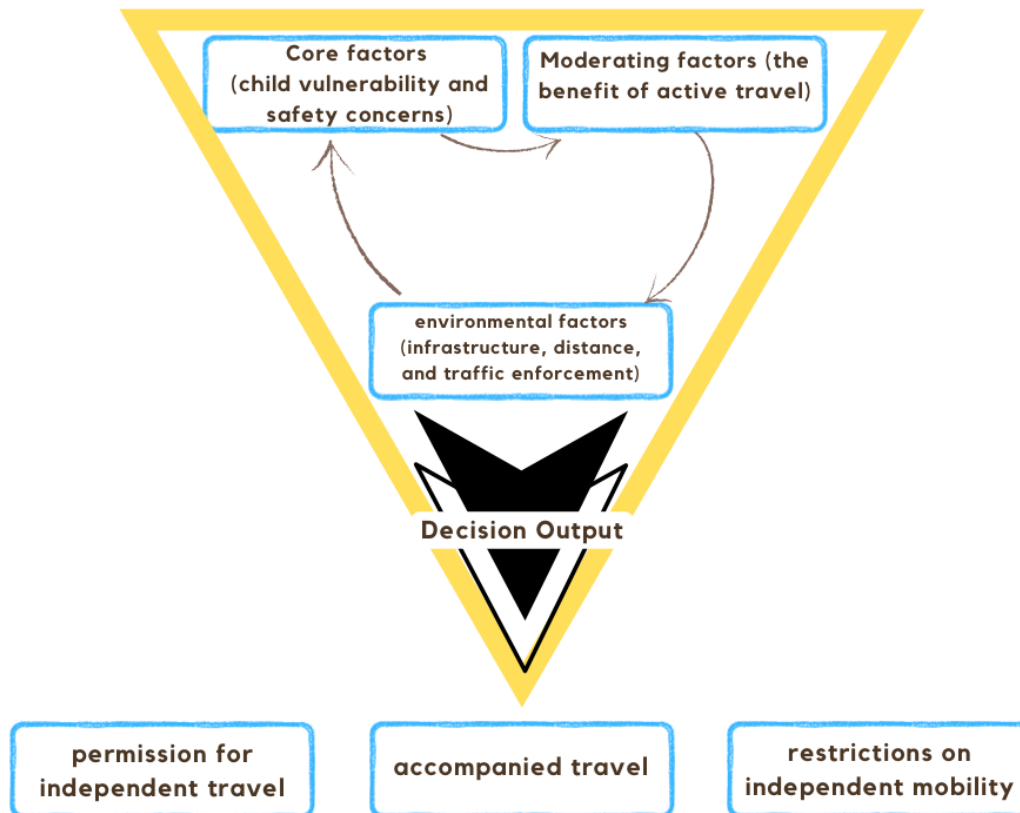 Core factors
(child vulnerability and
safety concerns)
Moderating factors (the
benefit of active travel)
environmental factors
(infrastructure, distance,
and traffic enforcement)
Decision Output
permission for
independent travel
accompanied travel
restrictions on
independent mobility